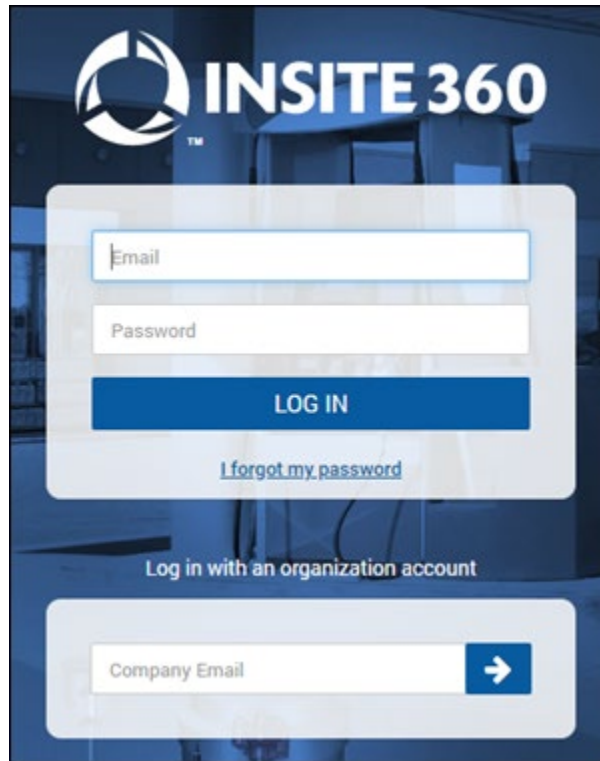 INSITE 360
TM
Email
Password
LOG IN
I forgot my password
Log in with an organization account
Company Email